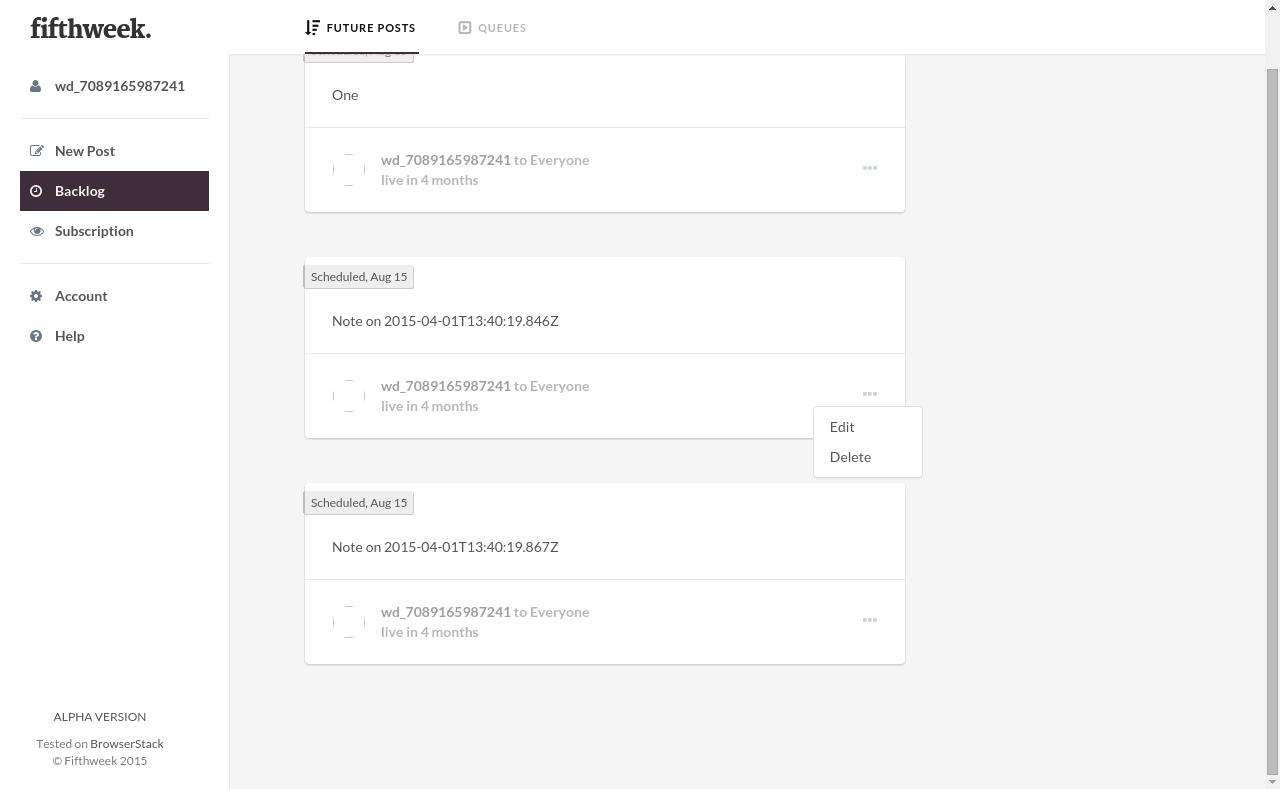 fifthweek.
FUTURE POSTS
QUEUES
wd_7089165987241
New Post
Backlog
Subscription
Account
Help
One
wd_7089165987241 to Everyone
live in 4 months
Scheduled, Aug 15
Note on 2015-04-01T13:40:19.846Z
wd_7089165987241 to Everyone
live in 4 months
Edit
Delete
Scheduled, Aug 15
Note on 2015-04-01T13:40:19.867Z
wd_7089165987241 to Everyone
live in 4 months
ALPHA VERSION
Tested on BrowserStack
© Fifthweek 2015